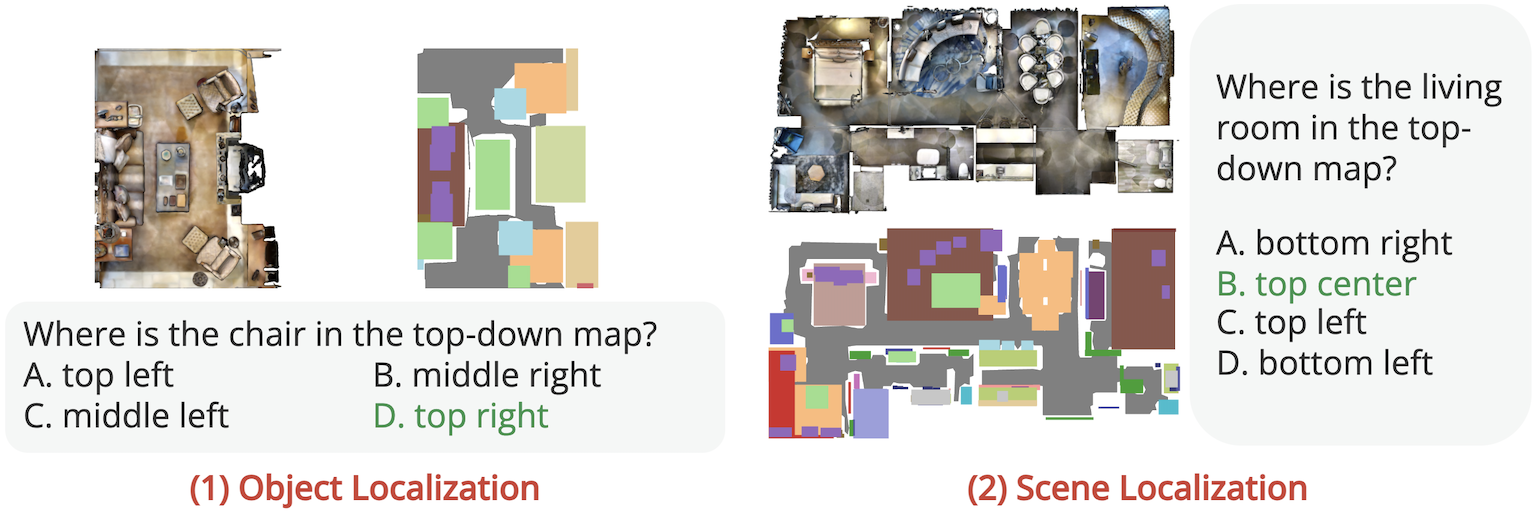 Where is the chair in the top-down map?
A. top left
B. middle right
C. middle left
D. top right
(1) Object Localization
Where is the living
room in the top-
down map?
A. bottom right
B. top center
C. top left
D. bottom left
(2) Scene Localization